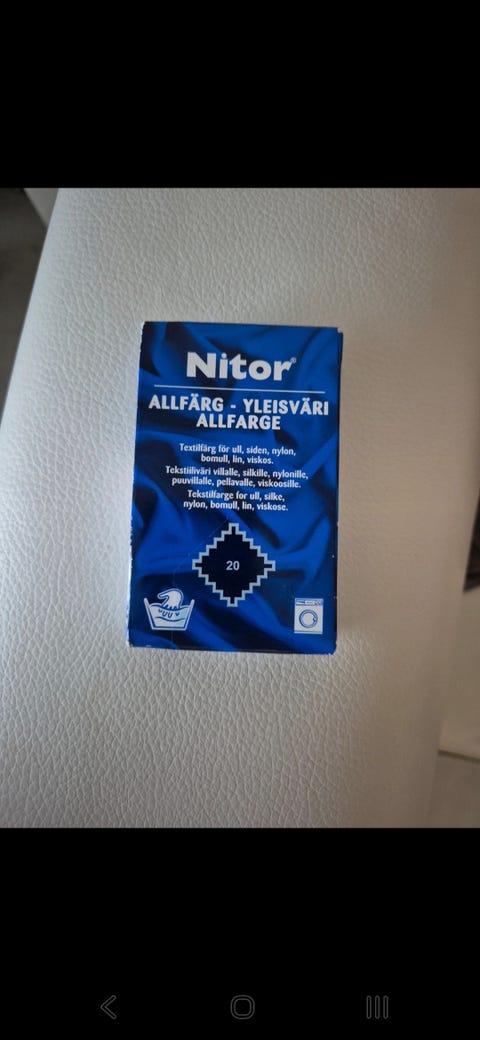 Nitor®
ALLFÄRG - YLEISVÄRI
ALLFARGE
Textilfärg för ull, siden, nylon,
bomull, lin, viskos.
Tekstiiliväri villalle, silkille, nylonille,
puuvillalle, pellavalle, viskoosille.
Tekstilfarge for ull, silke,
nylon, bomull, lin, viskose.
20